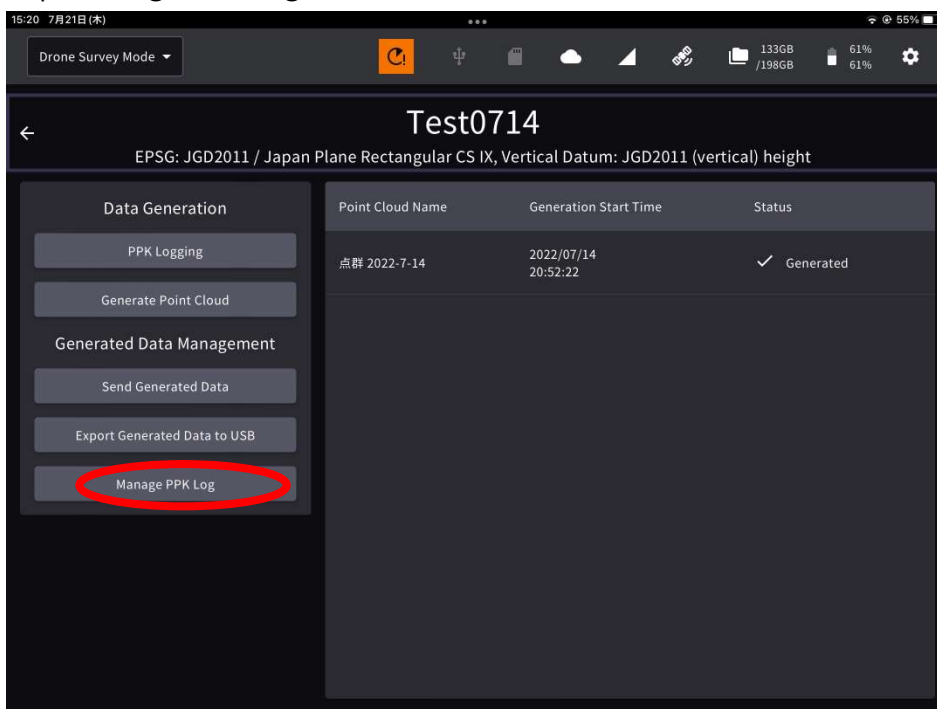 15:20 7月21日(木)
55%
Drone Survey Mode
133GB
/198GB
61%
61%
Test0714
EPSG: JGD2011 / Japan Plane Rectangular CS IX, Vertical Datum: JGD2011 (vertical) height
Data Generation
PPK Logging
Generate Point Cloud
Generated Data Management
Send Generated Data
Export Generated Data to USB
Manage PPK Log
Point Cloud Name
Generation Start Time
Status
点群 2022-7-14
2022/07/14
20:52:22
Generated